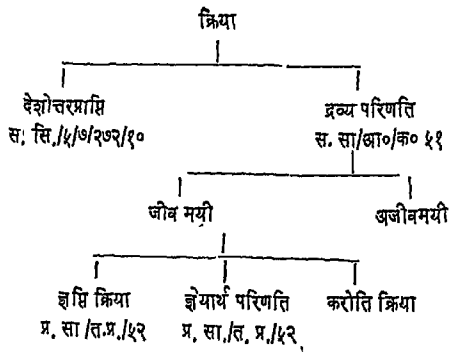 क्रिया
देशोत्तरप्राप्ति द्रव्य परिणति
स. सि./५/७/२७२/१० स. सा/आ०/क० ५१
जीव मयी अजीवमयी
ज्ञप्ति क्रिया ज्ञेयार्थ परिणति करोति क्रिया
प्र. सा/त.प्र./५२ प्र. सा./त. प्र./५२.